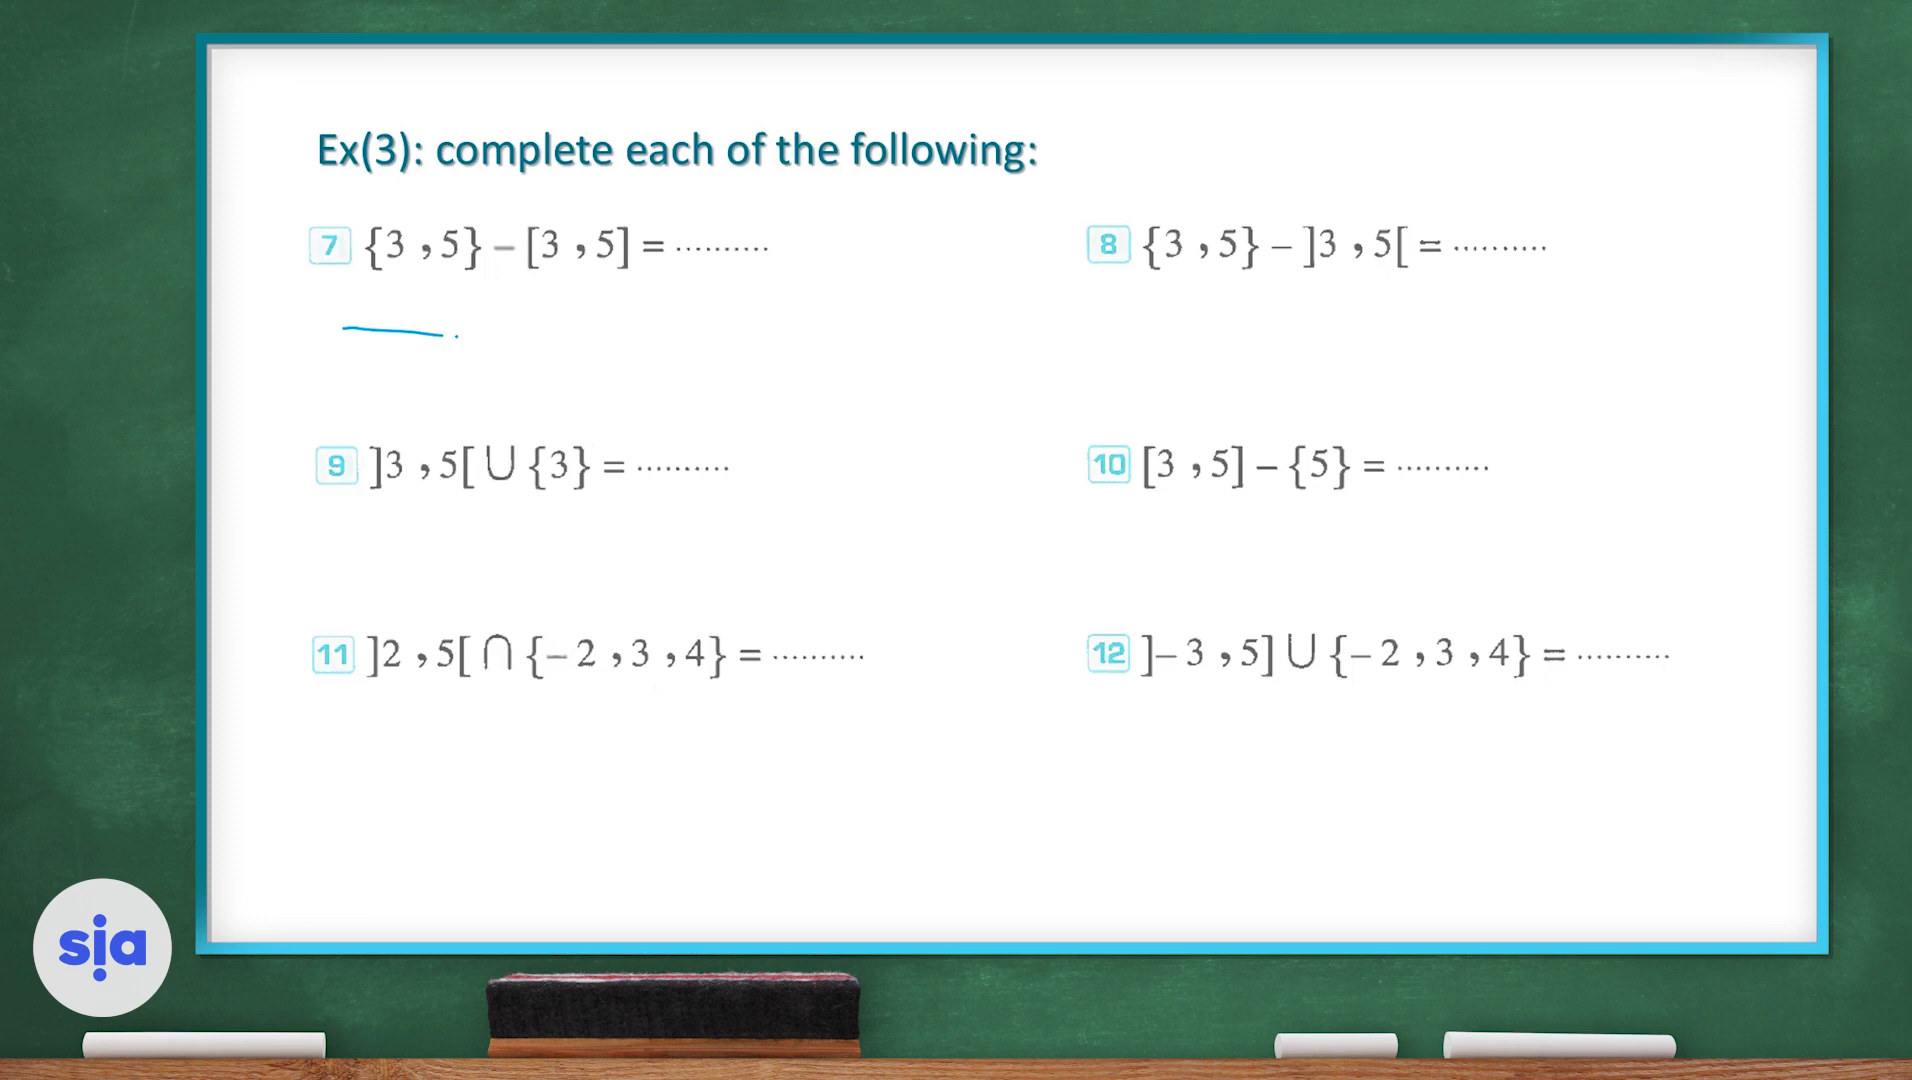 Ex(3): complete each of the following:
7 {3 , 5} – [3 , 5] = ..........
8 {3 , 5} – ]3 , 5[ = ..........
9 ]3 , 5[ ∪ {3} = ..........
10 [3 , 5] – {5} = ..........
11 ]2 , 5[ ∩ {– 2 , 3 , 4} = ..........
12 ]– 3 , 5] ∪ {– 2 , 3 , 4} = ..........
sia